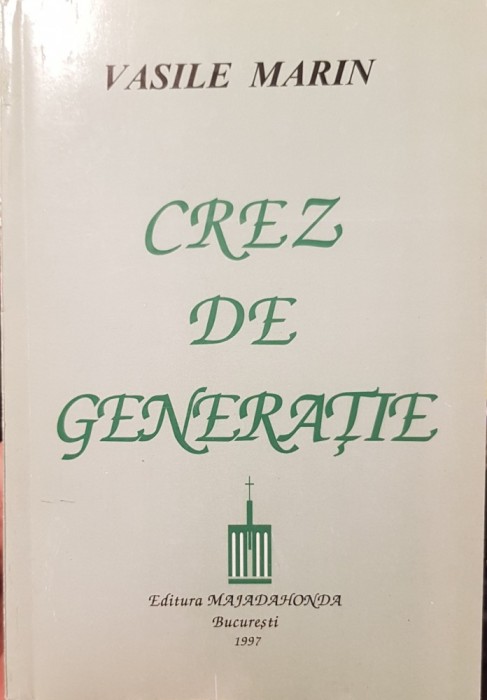 VASILE MARIN
CREZ
DE
GENERAȚIE
Editura MAJADAHONDA
București
1997